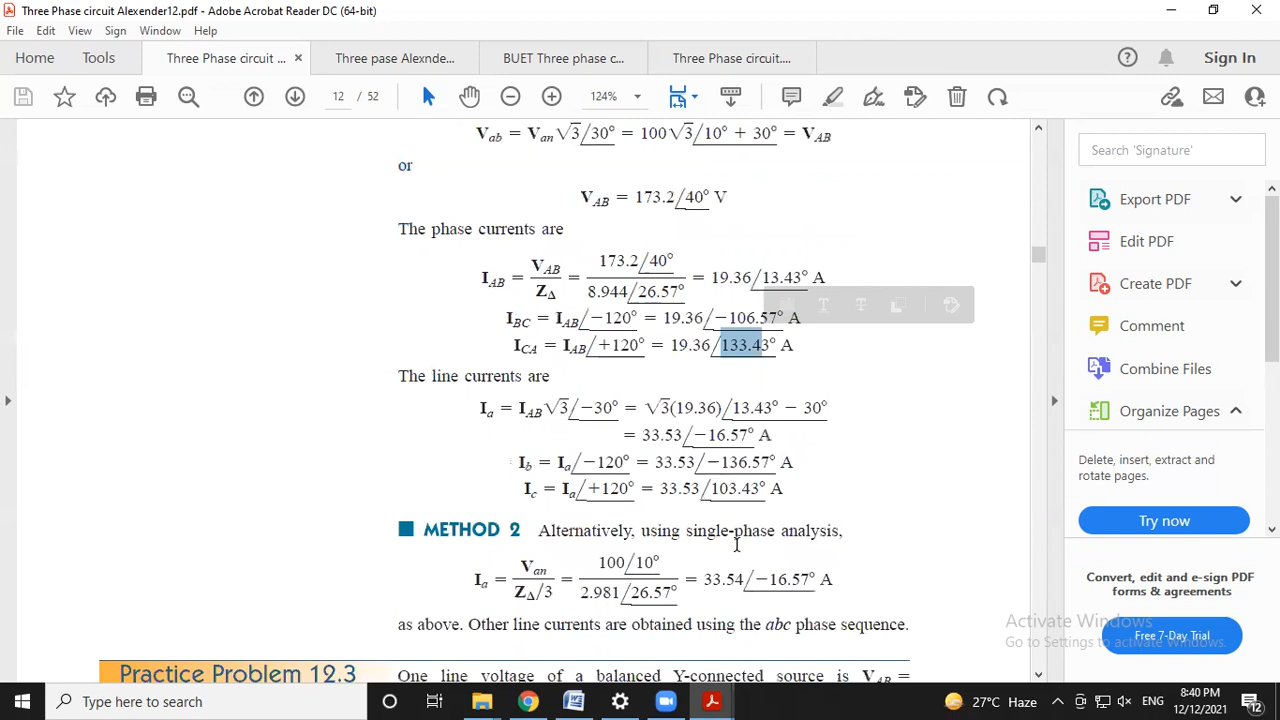 Three Phase circuit Alexender12.pdf - Adobe Acrobat Reader DC (64-bit)
File Edit View Sign Window Help
Home Tools Three Phase circuit ... × Three pase Alexnde... BUET Three phase c... Three Phase circuit.... Sign In
12 / 52 124%
V_ab = V_an√3/30° = 100√3/10° + 30° = V_AB
or
V_AB = 173.2/40° V
The phase currents are
I_AB = V_AB / Z_Δ = 173.2/40° / 8.944/26.57° = 19.36/13.43° A
I_BC = I_AB/−120° = 19.36/−106.57° A
I_CA = I_AB/+120° = 19.36/133.43° A
The line currents are
I_a = I_AB√3/−30° = √3(19.36)/13.43° − 30°
= 33.53/−16.57° A
I_b = I_a/−120° = 33.53/−136.57° A
I_c = I_a/+120° = 33.53/103.43° A
METHOD 2 Alternatively, using single-phase analysis,
I_a = V_an / Z_Δ/3 = 100/10° / 2.981/26.57° = 33.54/−16.57° A
as above. Other line currents are obtained using the abc phase sequence.
Practice Problem 12.3 One line voltage of a balanced Y-connected source is V_AB =
Search 'Signature'
Export PDF
Edit PDF
Create PDF
Comment
Combine Files
Organize Pages
Delete, insert, extract and
rotate pages.
Try now
Convert, edit and e-sign PDF
forms & agreements
Activate Windows
Go to Settings to activate Windows.
Free 7-Day Trial
Type here to search
27°C Haze ENG 8:40 PM
12/12/2021 12